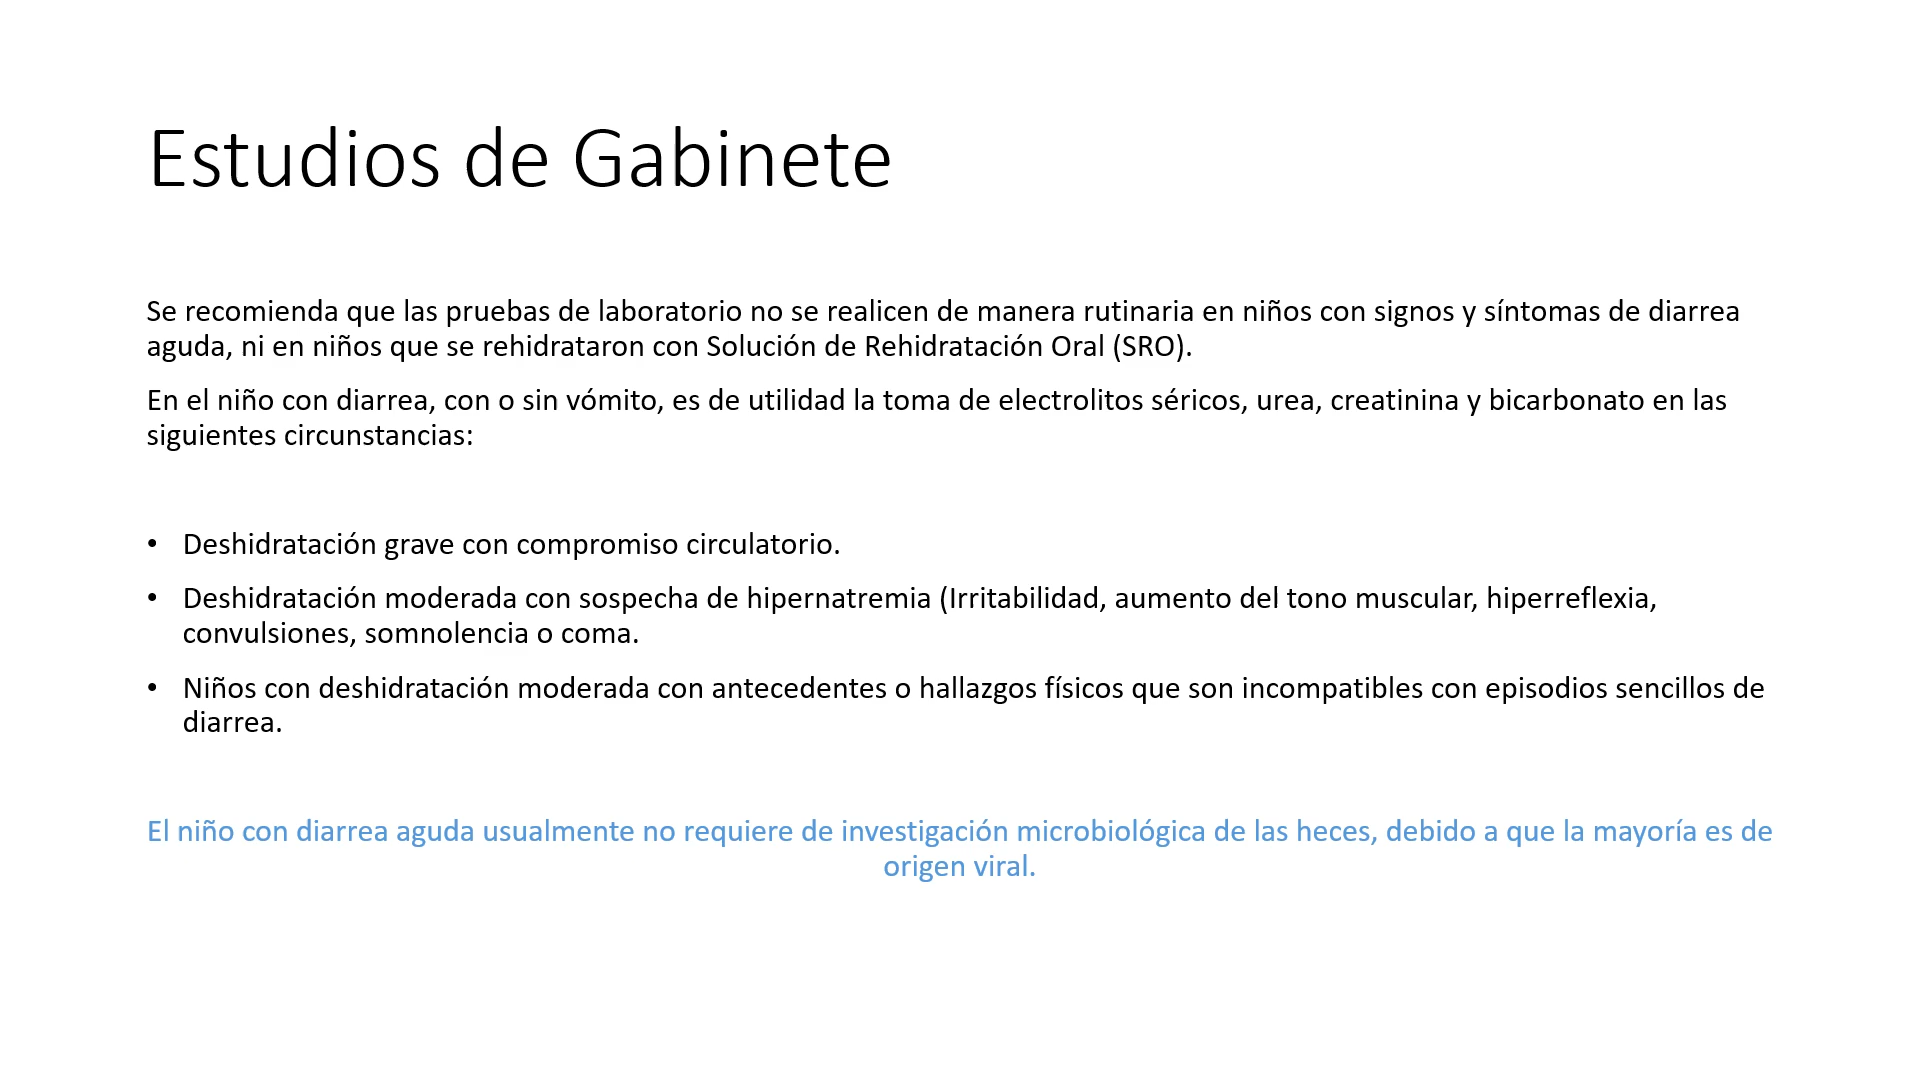 Estudios de Gabinete
Se recomienda que las pruebas de laboratorio no se realicen de manera rutinaria en niños con signos y síntomas de diarrea
aguda, ni en niños que se rehidrataron con Solución de Rehidratación Oral (SRO).
En el niño con diarrea, con o sin vómito, es de utilidad la toma de electrolitos séricos, urea, creatinina y bicarbonato en las
siguientes circunstancias:
• Deshidratación grave con compromiso circulatorio.
• Deshidratación moderada con sospecha de hipernatremia (Irritabilidad, aumento del tono muscular, hiperreflexia,
convulsiones, somnolencia o coma.
• Niños con deshidratación moderada con antecedentes o hallazgos físicos que son incompatibles con episodios sencillos de
diarrea.
El niño con diarrea aguda usualmente no requiere de investigación microbiológica de las heces, debido a que la mayoría es de
origen viral.